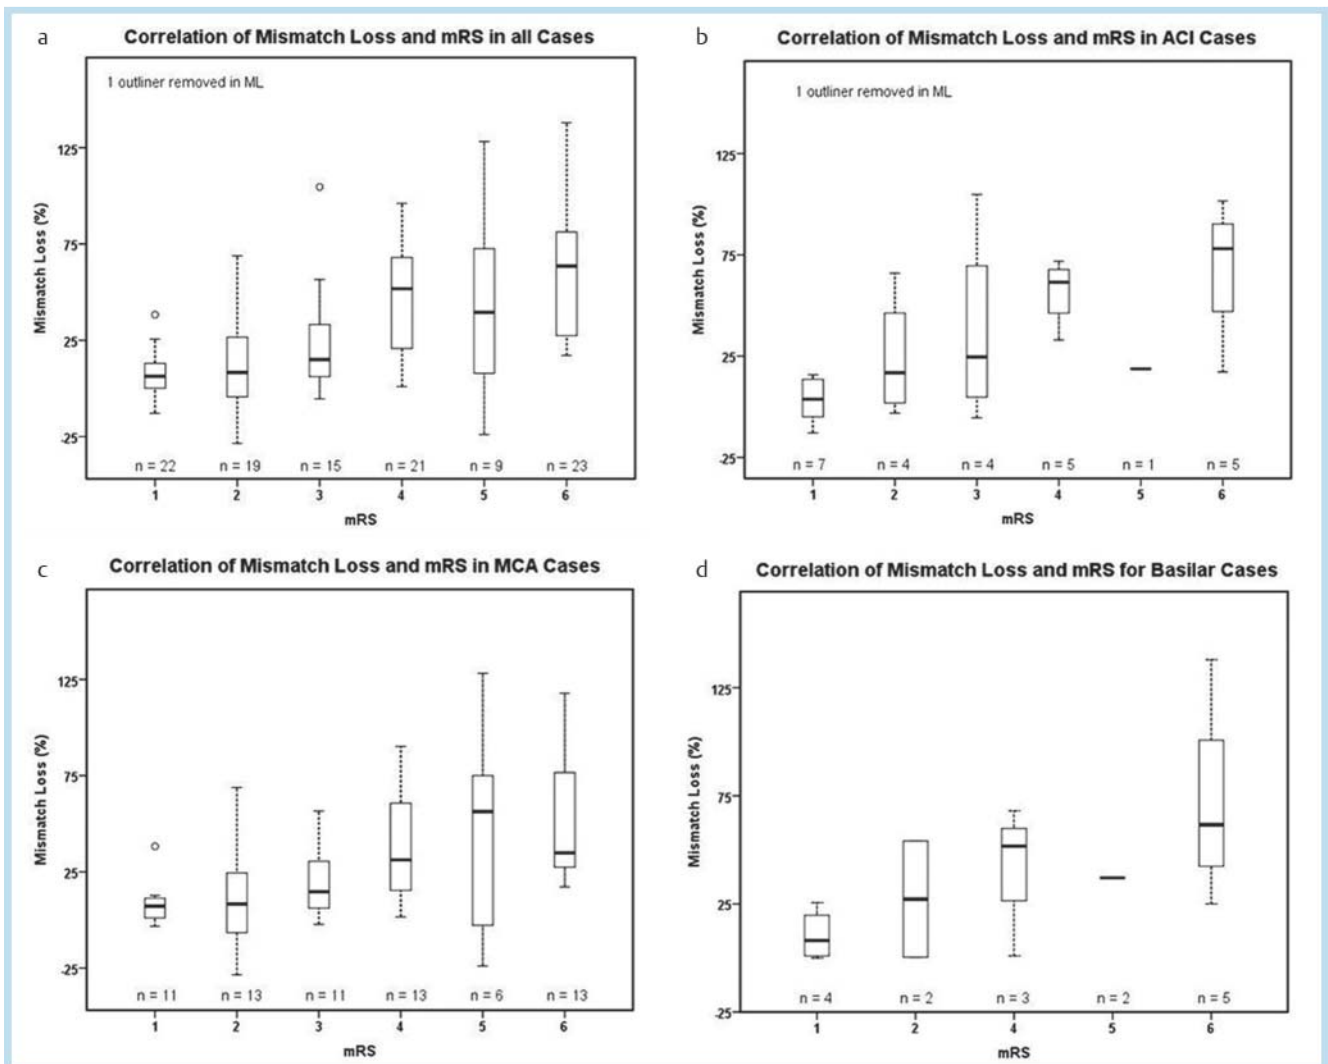 a
Correlation of Mismatch Loss and mRS in all Cases
1 outliner removed in ML
Mismatch Loss (%)
125
75
25
-25
n = 22 n = 19 n = 15 n = 21 n = 9 n = 23
1 2 3 4 5 6
mRS
b
Correlation of Mismatch Loss and mRS in ACI Cases
1 outliner removed in ML
Mismatch Loss (%)
125
75
25
-25
n = 7 n = 4 n = 4 n = 5 n = 1 n = 5
1 2 3 4 5 6
mRS
c
Correlation of Mismatch Loss and mRS in MCA Cases
Mismatch Loss (%)
125
75
25
-25
n = 11 n = 13 n = 11 n = 13 n = 6 n = 13
1 2 3 4 5 6
mRS
d
Correlation of Mismatch Loss and mRS for Basilar Cases
Mismatch Loss (%)
125
75
25
-25
n = 4 n = 2 n = 3 n = 2 n = 5
1 2 4 5 6
mRS